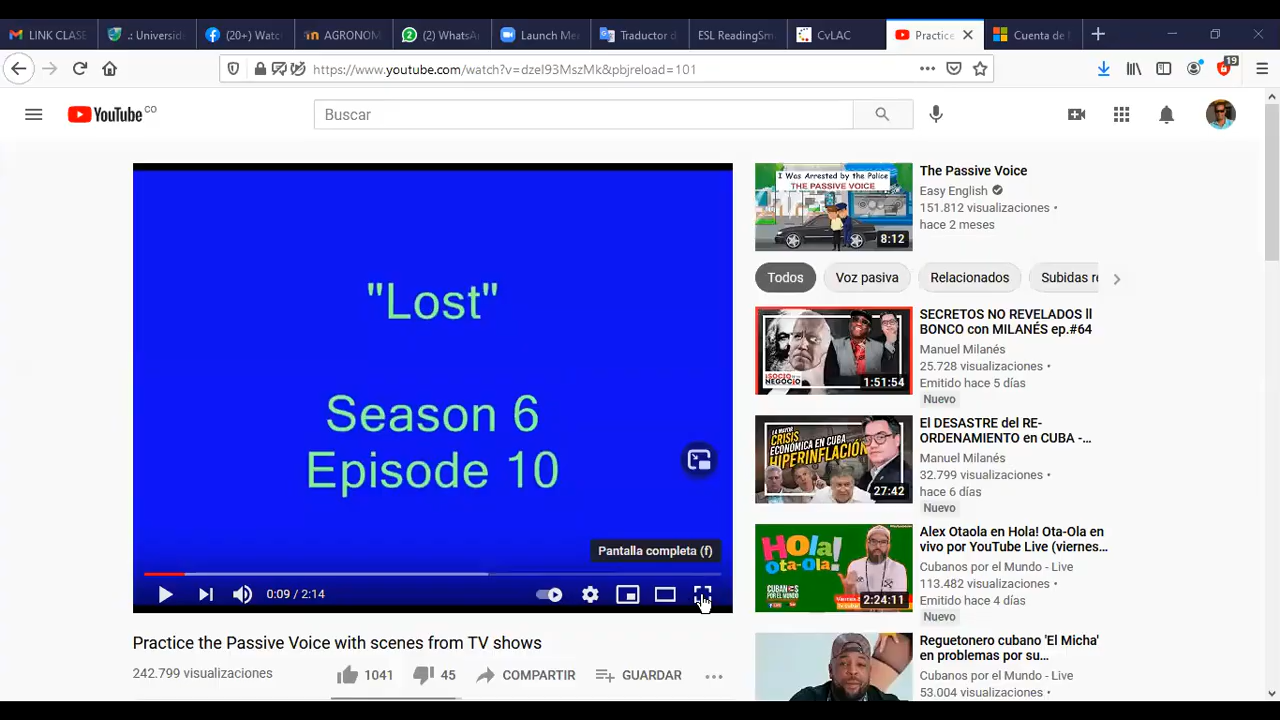 LINK CLASE
.: Universid
(20+) Watc
AGRONOM
(2) WhatsA
Launch Me
Traductor d
ESL ReadingSm
CvLAC
Practice
Cuenta de
https://www.youtube.com/watch?v=dzel93MszMk&pbjreload=101
19
YouTube CO
Buscar
"Lost"
Season 6
Episode 10
Pantalla completa (f)
0:09 / 2:14
Practice the Passive Voice with scenes from TV shows
242.799 visualizaciones
1041
45
COMPARTIR
GUARDAR
I Was Arrested by the Police
THE PASSIVE VOICE
8:12
The Passive Voice
Easy English
151.812 visualizaciones •
hace 2 meses
Todos
Voz pasiva
Relacionados
Subidas re
1:51:54
SECRETOS NO REVELADOS ll
BONCO con MILANÉS ep.#64
Manuel Milanés
25.728 visualizaciones •
Emitido hace 5 días
Nuevo
LA MAYOR
CRISIS
ECONÓMICA EN CUBA
HIPERINFLACIÓN
27:42
El DESASTRE del RE-
ORDENAMIENTO en CUBA -...
Manuel Milanés
32.799 visualizaciones •
hace 6 días
Nuevo
HOLA!
OTA-OLA!
CUBANOS
POR EL MUNDO
2:24:11
Alex Otaola en Hola! Ota-Ola en
vivo por YouTube Live (viernes...
Cubanos por el Mundo - Live
113.482 visualizaciones •
Emitido hace 4 días
Nuevo
Reguetonero cubano 'El Micha'
en problemas por su...
Cubanos por el Mundo - Live
53.004 visualizaciones •